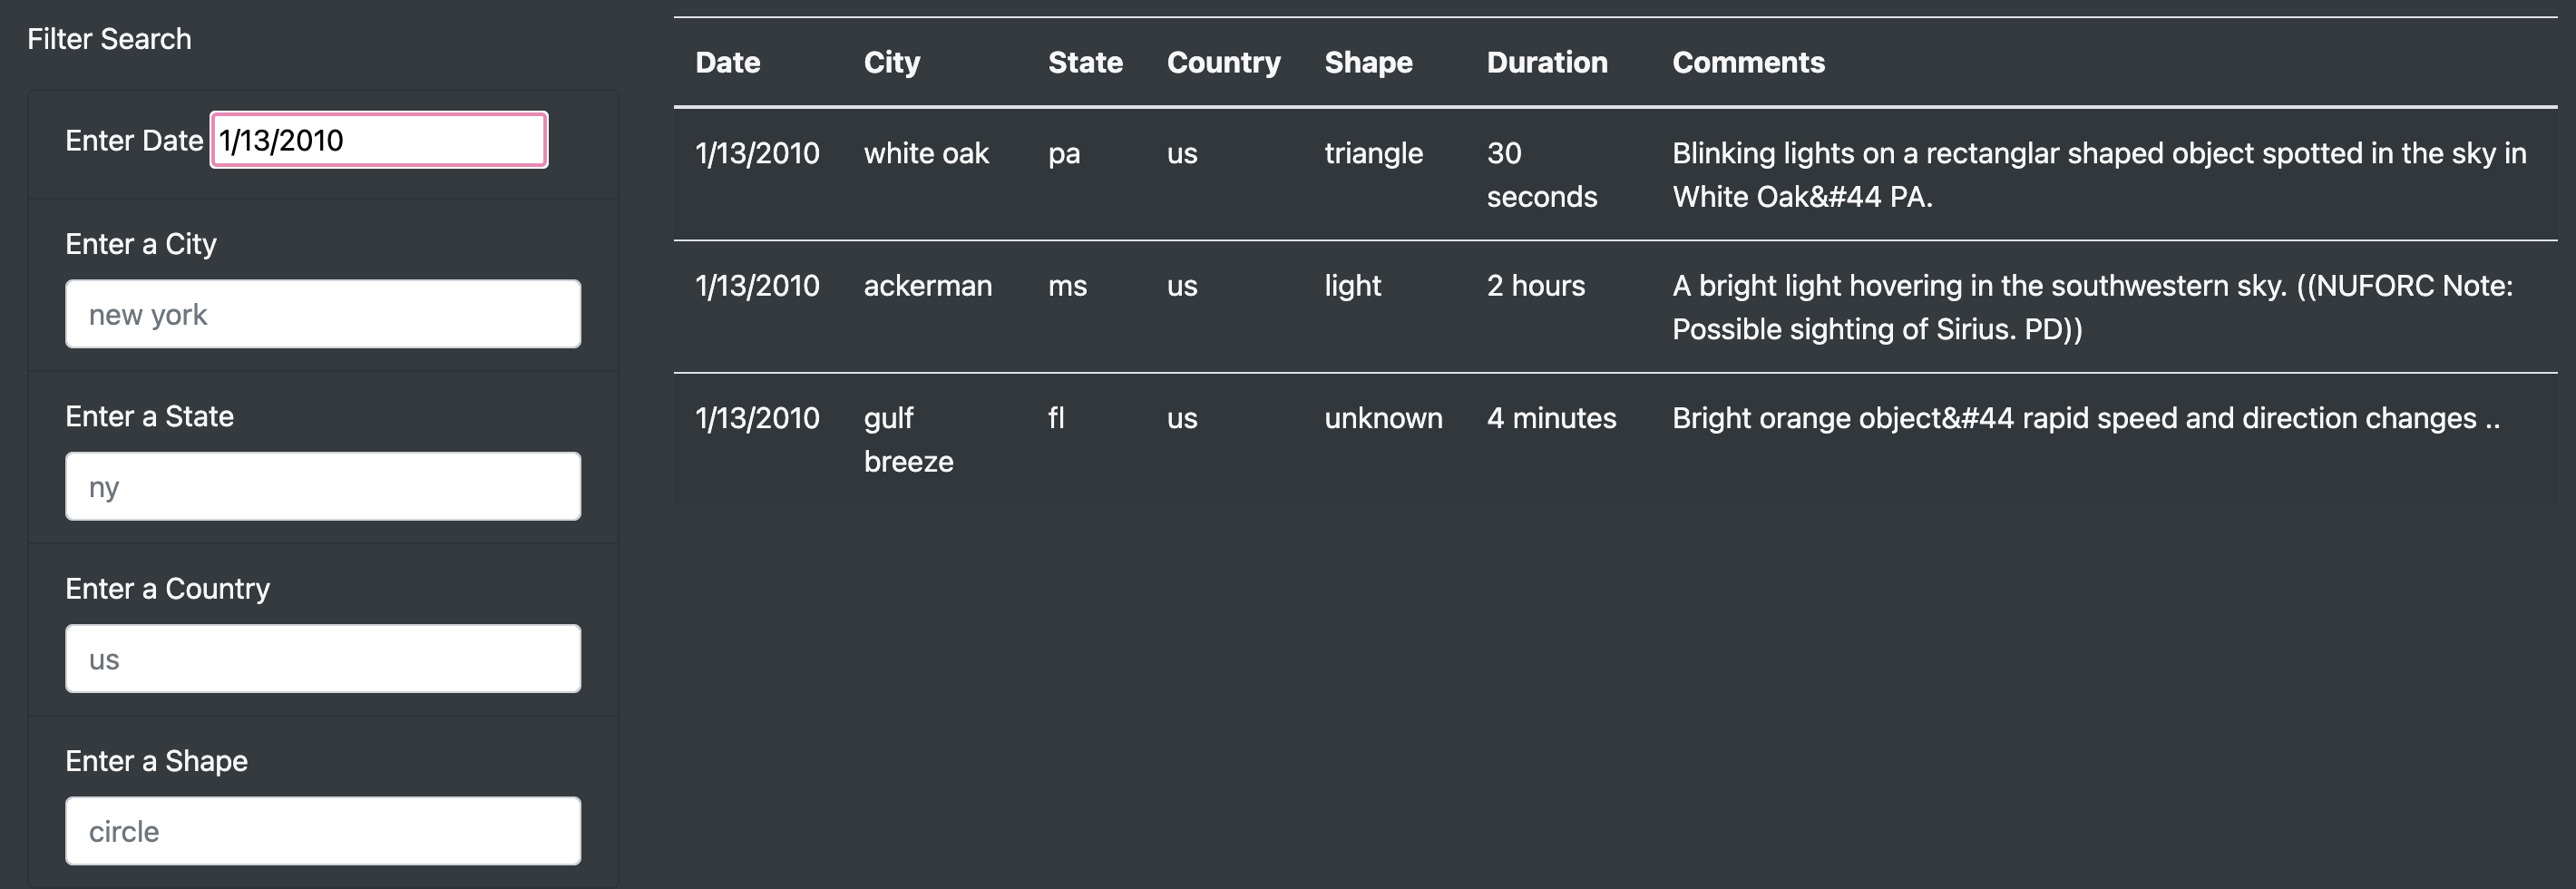 Filter Search
Enter Date 1/13/2010
Enter a City
new york
Enter a State
ny
Enter a Country
us
Enter a Shape
circle
Date City State Country Shape Duration Comments
1/13/2010 white oak pa us triangle 30 seconds Blinking lights on a rectanglar shaped object spotted in the sky in
White Oak&#44 PA.
1/13/2010 ackerman ms us light 2 hours A bright light hovering in the southwestern sky. ((NUFORC Note:
Possible sighting of Sirius. PD))
1/13/2010 gulf breeze fl us unknown 4 minutes Bright orange object&#44 rapid speed and direction changes ..